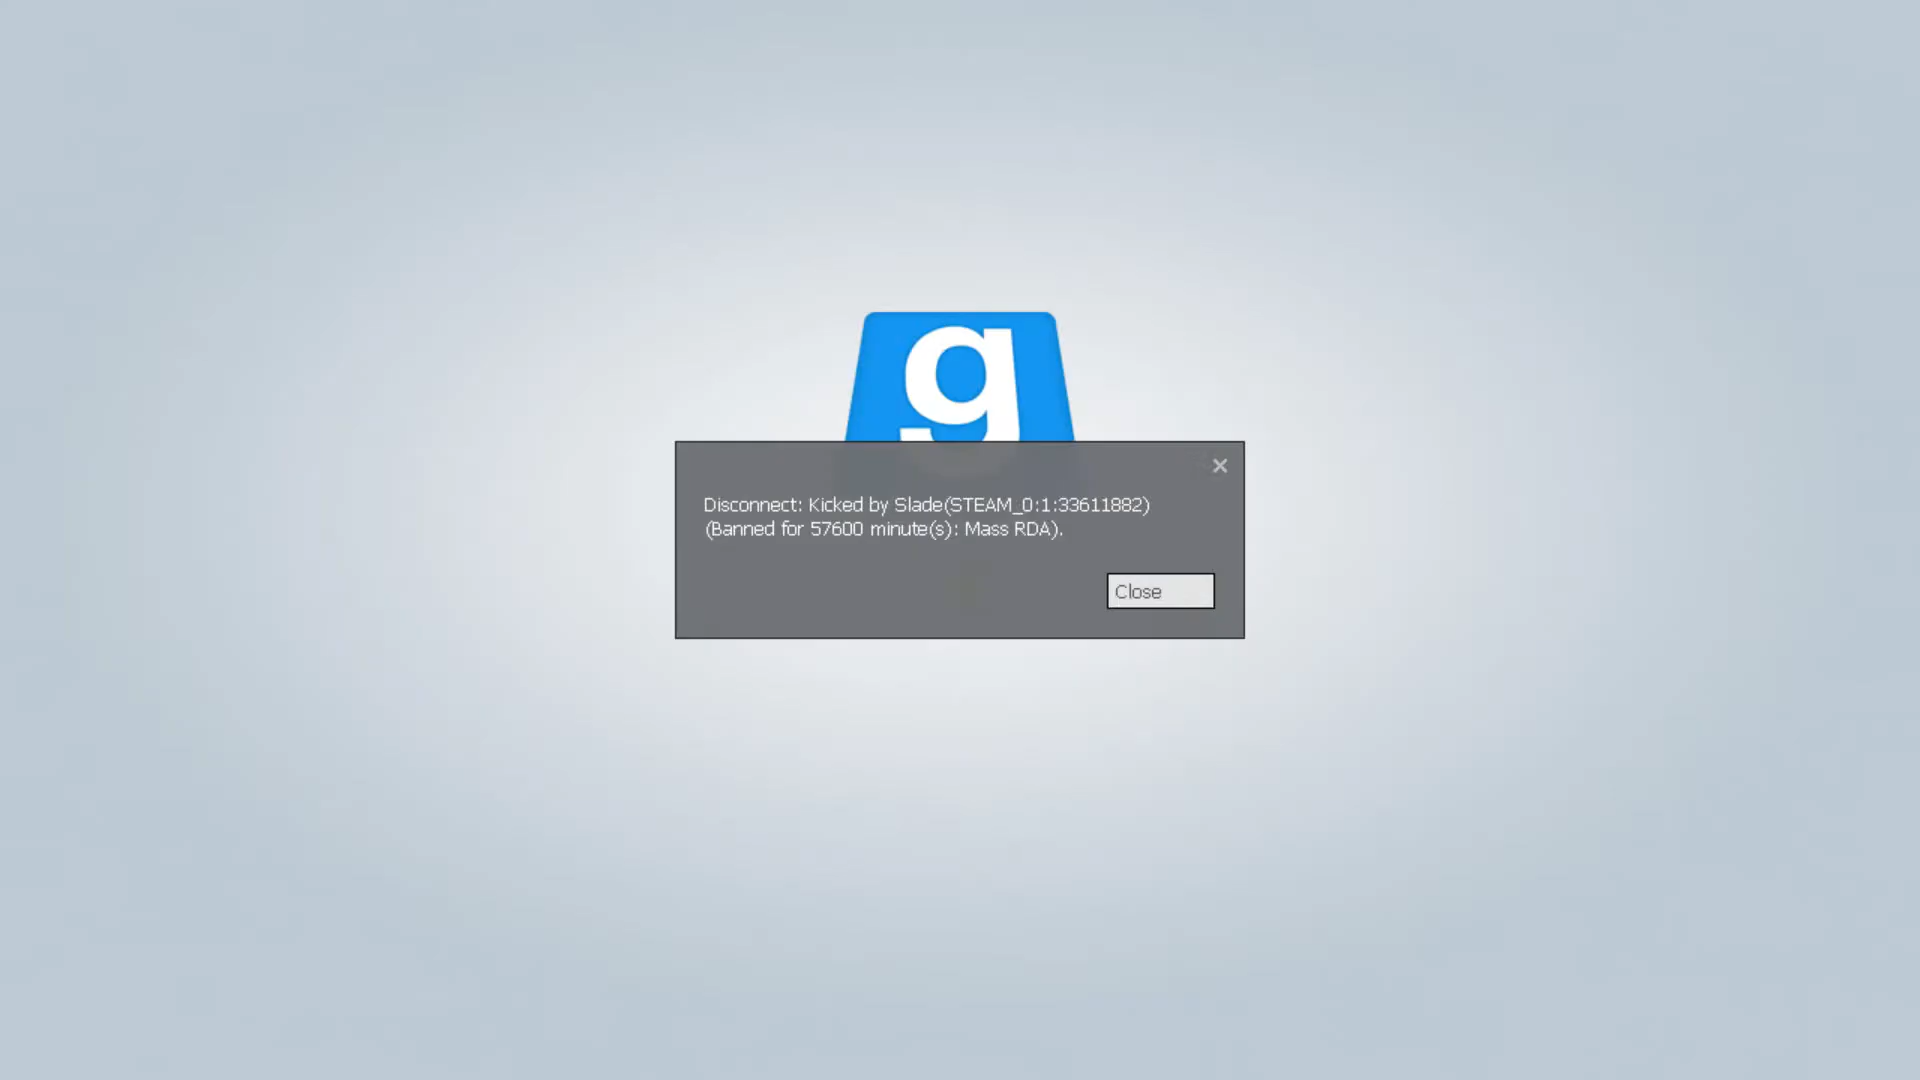 g
Disconnect: Kicked by Slade(STEAM_0:1:33611882)
(Banned for 57600 minute(s): Mass RDA).
Close